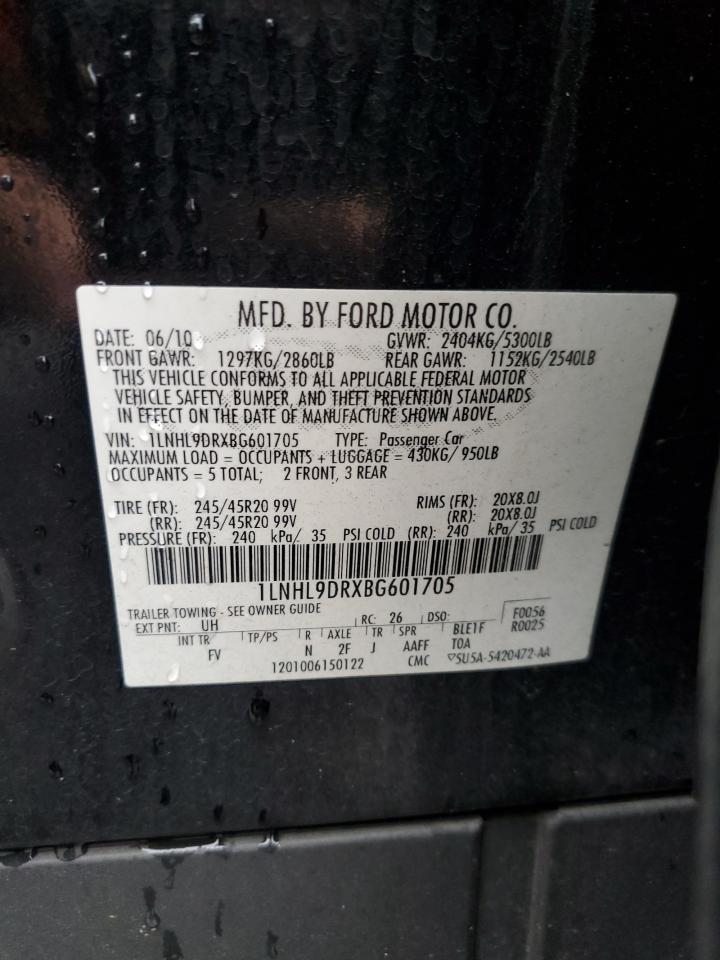 MFD. BY FORD MOTOR CO.
DATE: 06/10 GVWR: 2404KG/5300LB
FRONT GAWR: 1297KG/2860LB REAR GAWR: 1152KG/2540LB
THIS VEHICLE CONFORMS TO ALL APPLICABLE FEDERAL MOTOR
VEHICLE SAFETY, BUMPER, AND THEFT PREVENTION STANDARDS
IN EFFECT ON THE DATE OF MANUFACTURE SHOWN ABOVE.
VIN: 1LNHL9DRXBG601705 TYPE: Passenger Car
MAXIMUM LOAD = OCCUPANTS + LUGGAGE = 430KG/ 950LB
OCCUPANTS = 5 TOTAL; 2 FRONT, 3 REAR
TIRE (FR): 245/45R20 99V RIMS (FR): 20X8.0J
(RR): 245/45R20 99V (RR): 20X8.0J
PRESSURE (FR): 240 kPa/ 35 PSI COLD (RR): 240 kPa/ 35 PSI COLD
1LNHL9DRXBG601705
TRAILER TOWING - SEE OWNER GUIDE
EXT PNT: UH RC: 26 DSO: F0056
INT TR TP/PS R AXLE TR SPR BLE1F R0025
FV N 2F J AAFF TOA
1201006150122 CMC ▽5U5A-5420472-AA